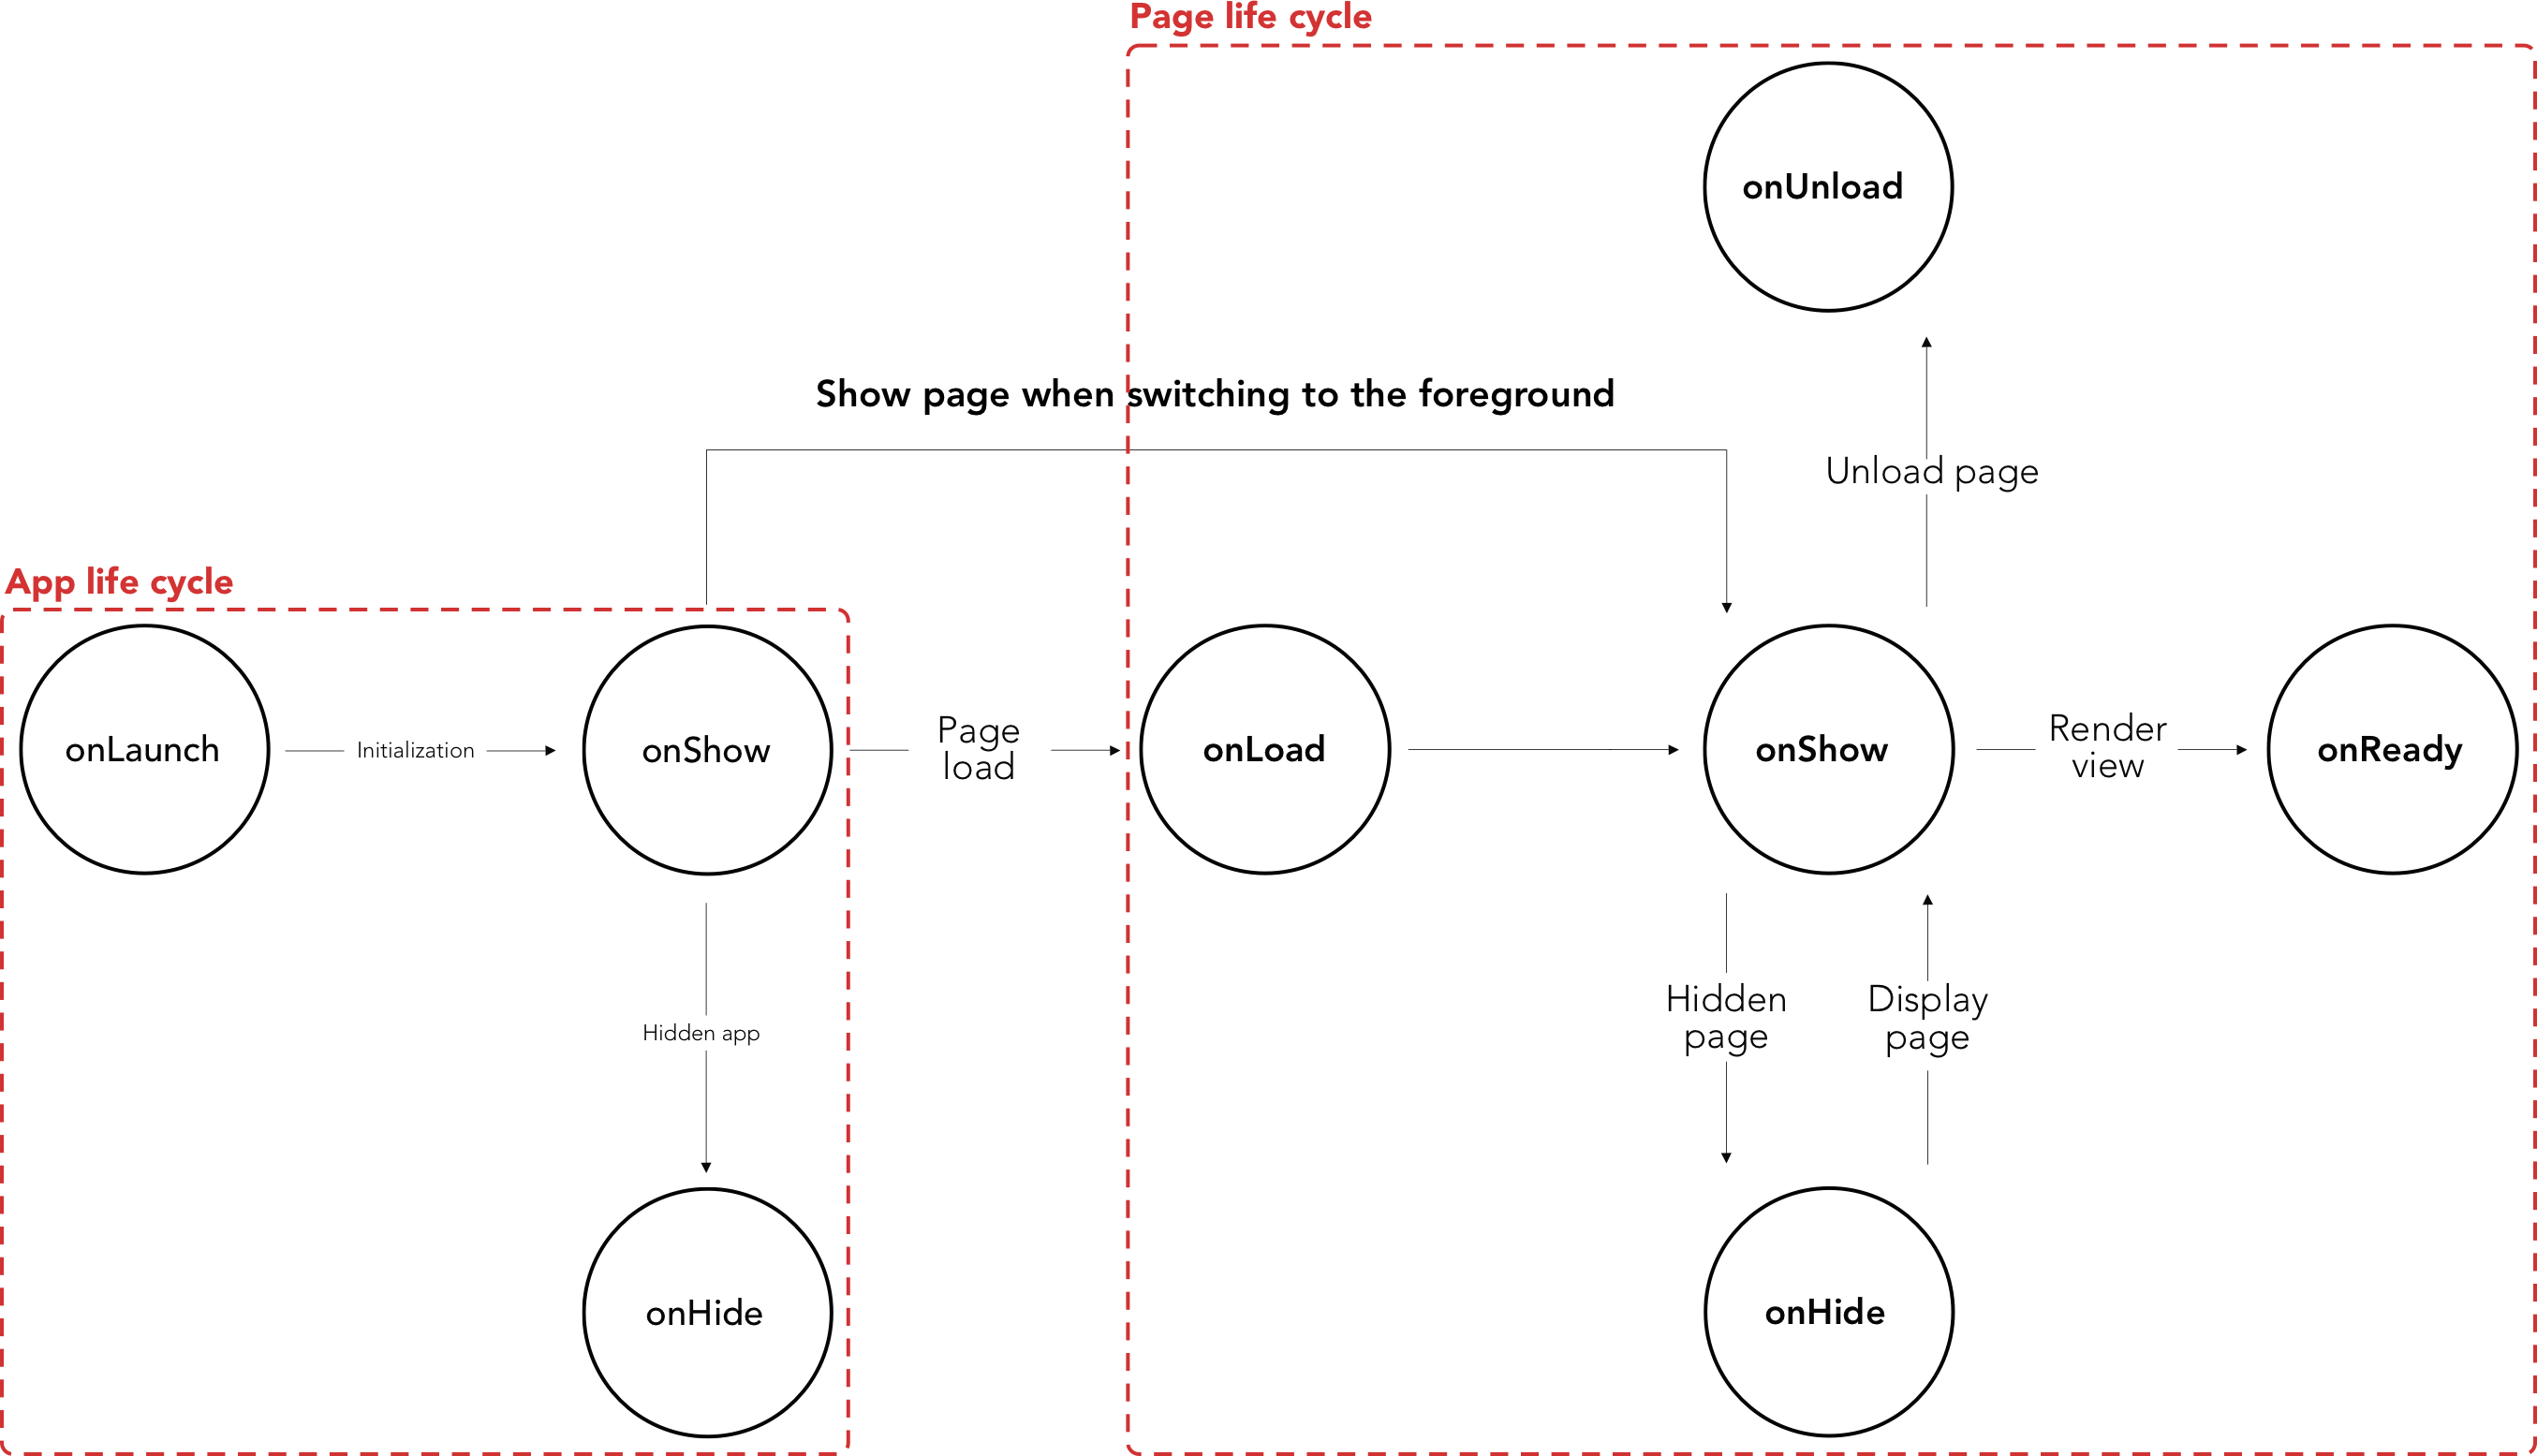 Page life cycle
onUnload
Show page when switching to the foreground
Unload page
App life cycle
onLaunch
Initialization
onShow
Page
load
onLoad
onShow
Render
view
onReady
Hidden app
Hidden
page
Display
page
onHide
onHide